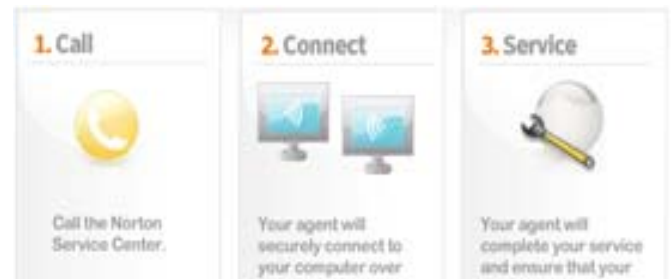 1. Call
Call the Norton
Service Center.
2. Connect
Your agent will
securely connect to
your computer over
3. Service
Your agent will
complete your service
and ensure that your